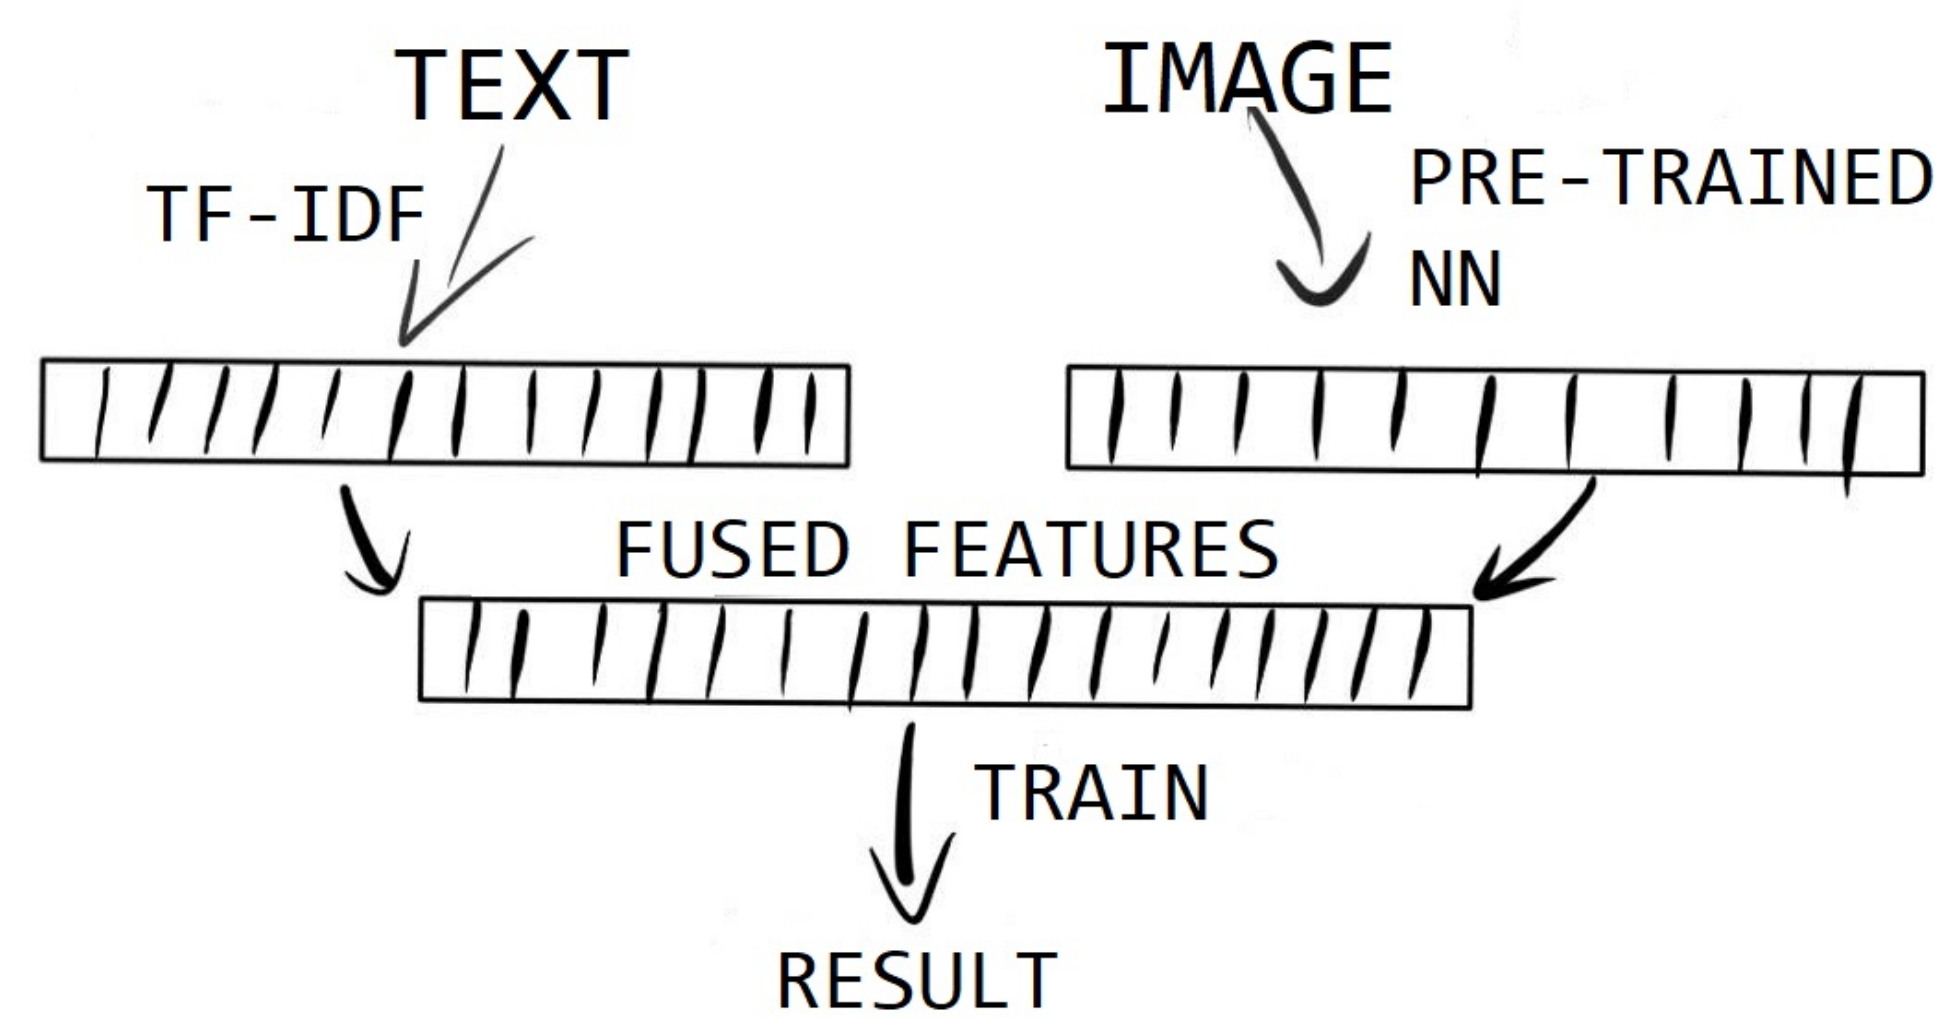 TEXT
IMAGE
TF-IDF
PRE-TRAINED
NN
FUSED FEATURES
TRAIN
RESULT